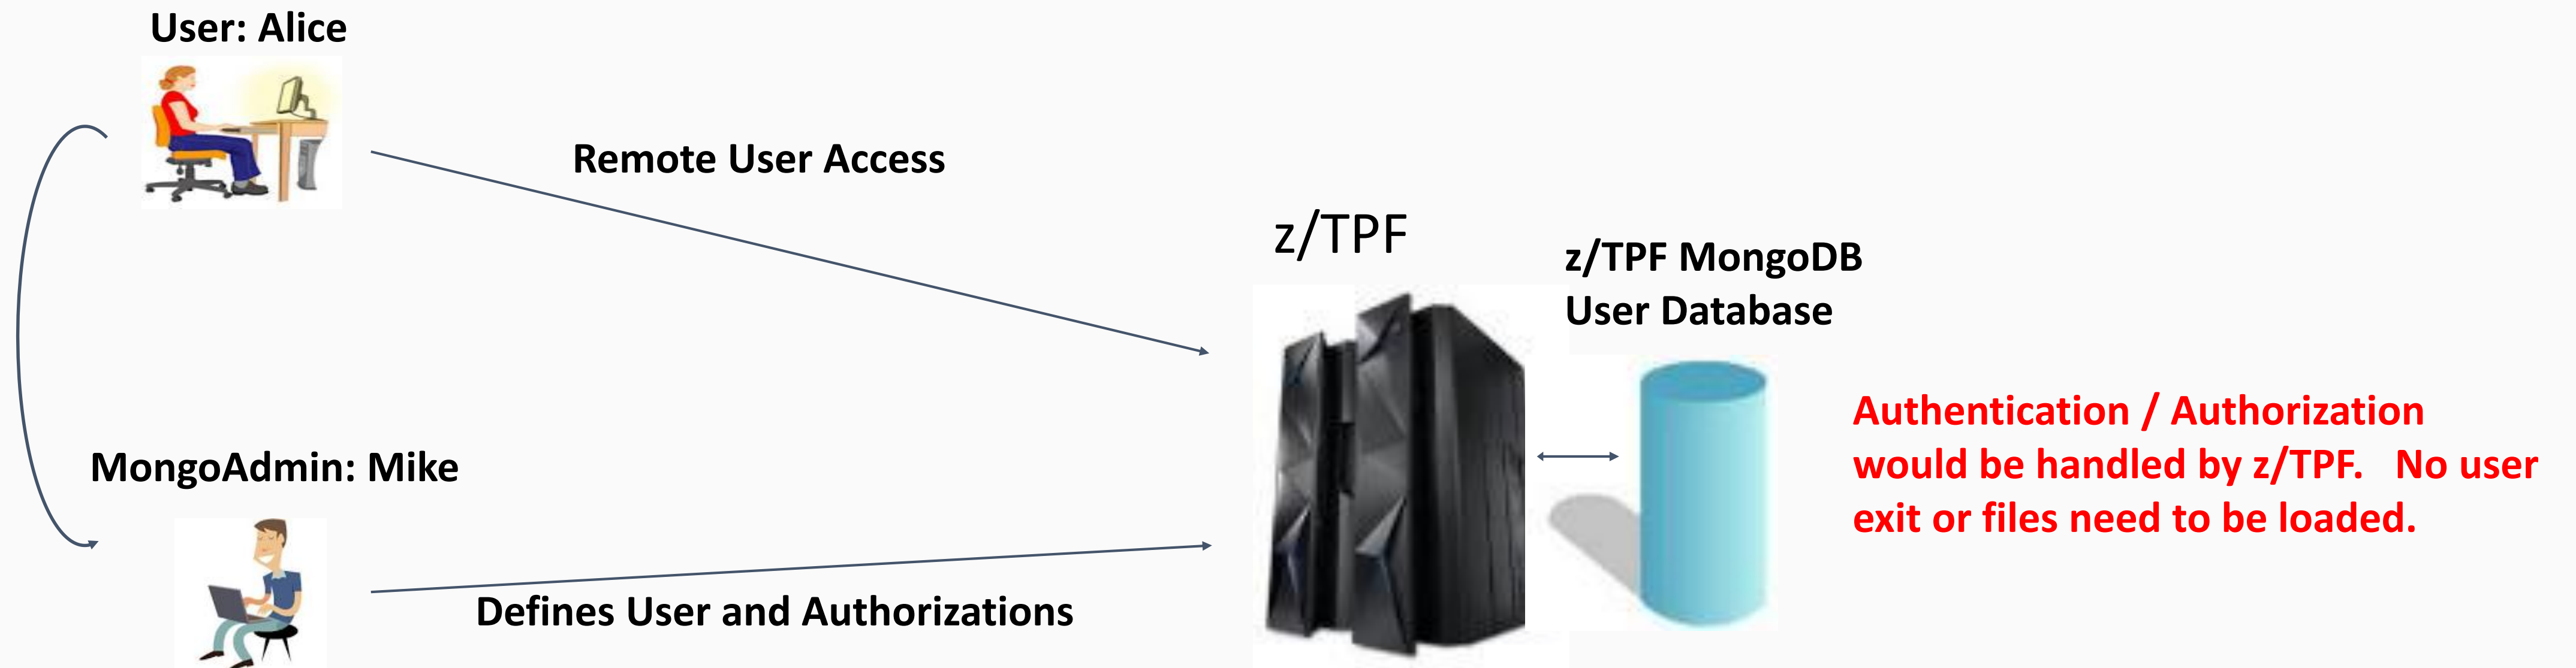 User: Alice
Remote User Access
z/TPF
z/TPF MongoDB
User Database
Authentication / Authorization
would be handled by z/TPF.   No user
exit or files need to be loaded.
MongoAdmin: Mike
Defines User and Authorizations